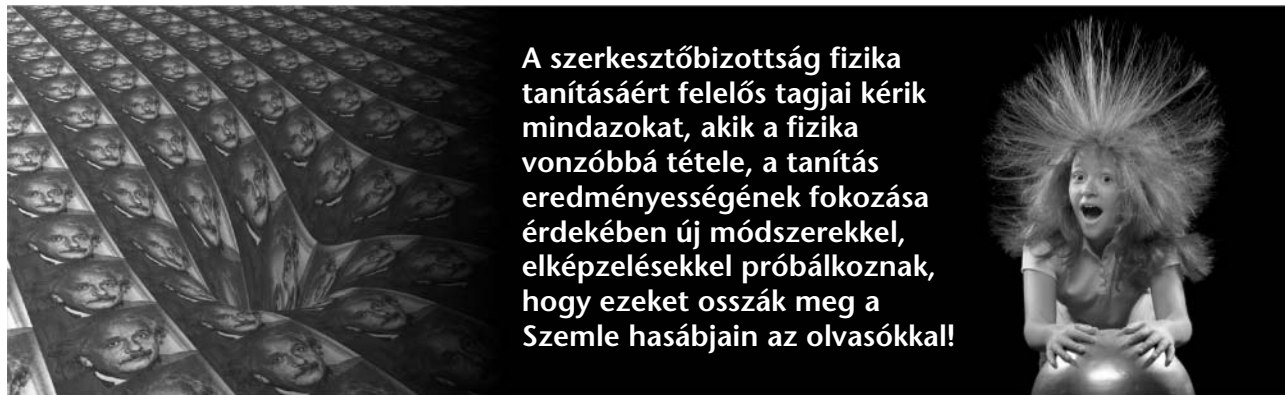 A szerkesztőbizottság fizika
tanításáért felelős tagjai kérik
mindazokat, akik a fizika
vonzóbbá tétele, a tanítás
eredményességének fokozása
érdekében új módszerekkel,
elképzelésekkel próbálkoznak,
hogy ezeket osszák meg a
Szemle hasábjain az olvasókkal!